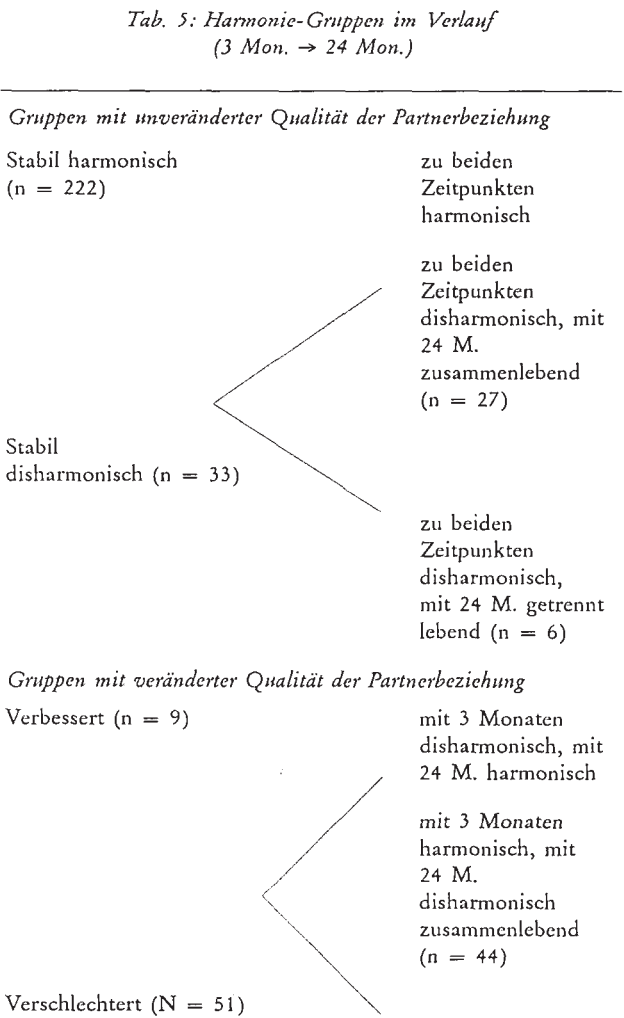 Tab. 5: Harmonie-Gruppen im Verlauf
(3 Mon. → 24 Mon.)
Gruppen mit unveränderter Qualität der Partnerbeziehung
Stabil harmonisch
(n = 222)
zu beiden
Zeitpunkten
harmonisch
zu beiden
Zeitpunkten
disharmonisch, mit
24 M.
zusammenlebend
(n = 27)
Stabil
disharmonisch (n = 33)
zu beiden
Zeitpunkten
disharmonisch,
mit 24 M. getrennt
lebend (n = 6)
Gruppen mit veränderter Qualität der Partnerbeziehung
Verbessert (n = 9)
mit 3 Monaten
disharmonisch, mit
24 M. harmonisch
mit 3 Monaten
harmonisch, mit
24 M.
disharmonisch
zusammenlebend
(n = 44)
Verschlechtert (N = 51)